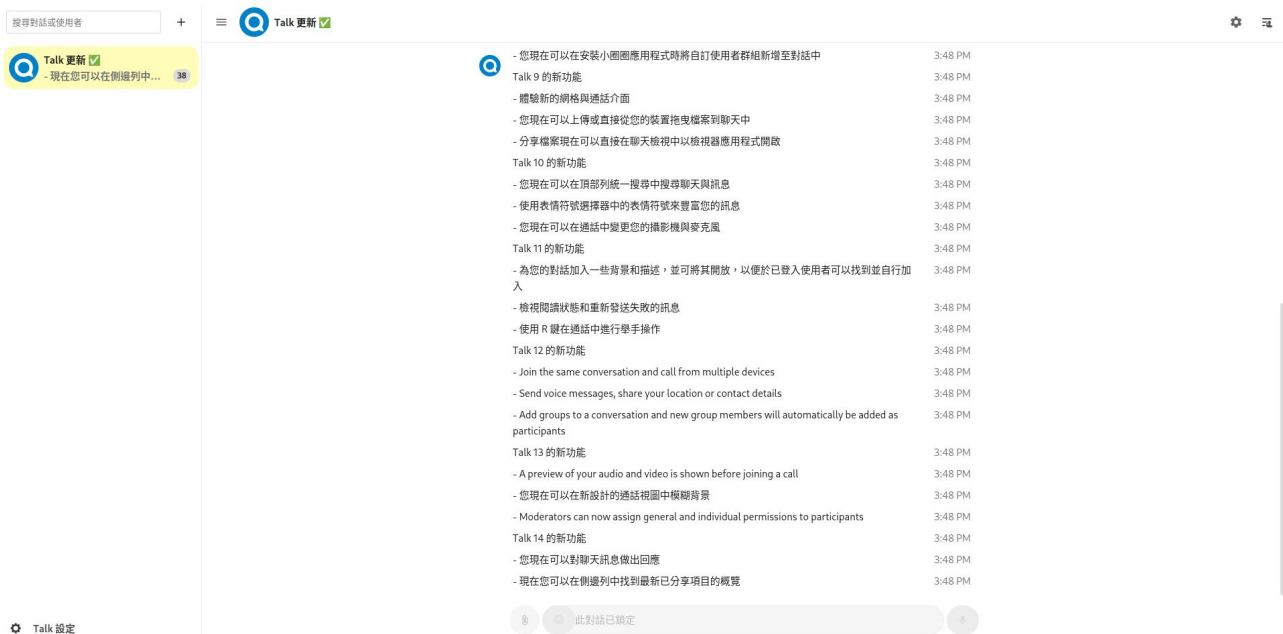 搜尋對話或使用者
Talk 更新 ✅
- 現在您可以在側邊列中... 38
Talk 設定
Talk 更新 ✅
- 您現在可以在安裝小圈圈應用程式時將自訂使用者群組新增至對話中 3:48 PM
Talk 9 的新功能 3:48 PM
- 體驗新的網格與通話介面 3:48 PM
- 您現在可以上傳或直接從您的裝置拖曳檔案到聊天中 3:48 PM
- 分享檔案現在可以直接在聊天檢視中以檢視器應用程式開啟 3:48 PM
Talk 10 的新功能 3:48 PM
- 您現在可以在頂部列統一搜尋中搜尋聊天與訊息 3:48 PM
- 使用表情符號選擇器中的表情符號來豐富您的訊息 3:48 PM
- 您現在可以在通話中變更您的攝影機與麥克風 3:48 PM
Talk 11 的新功能 3:48 PM
- 為您的對話加入一些背景和描述，並可將其開放，以便於已登入使用者可以找到並自行加 3:48 PM
入
- 檢視閱讀狀態和重新發送失敗的訊息 3:48 PM
- 使用 R 鍵在通話中進行舉手操作 3:48 PM
Talk 12 的新功能 3:48 PM
- Join the same conversation and call from multiple devices 3:48 PM
- Send voice messages, share your location or contact details 3:48 PM
- Add groups to a conversation and new group members will automatically be added as 3:48 PM
participants
Talk 13 的新功能 3:48 PM
- A preview of your audio and video is shown before joining a call 3:48 PM
- 您現在可以在新設計的通話視圖中模糊背景 3:48 PM
- Moderators can now assign general and individual permissions to participants 3:48 PM
Talk 14 的新功能 3:48 PM
- 您現在可以對聊天訊息做出回應 3:48 PM
- 現在您可以在側邊列中找到最新已分享項目的概覽 3:48 PM
此對話已鎖定